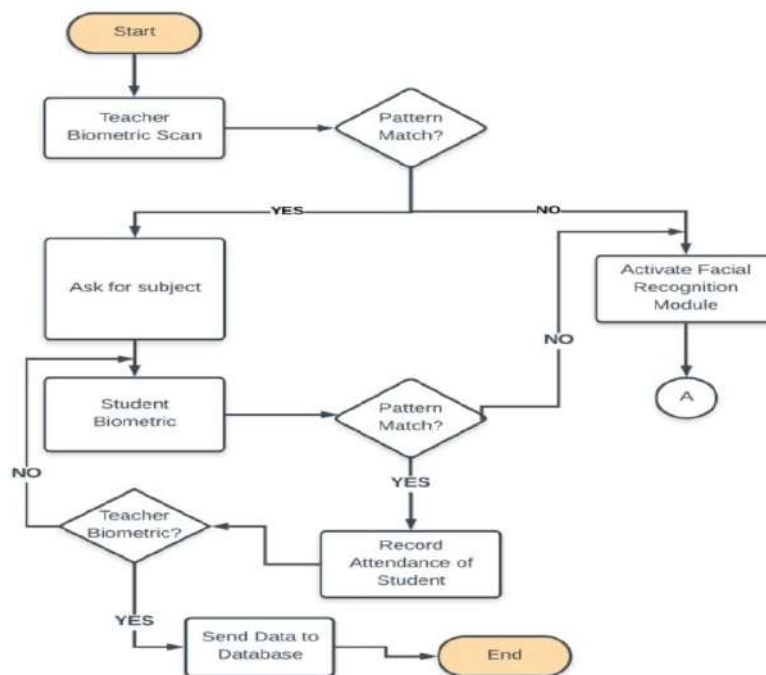 Start
Teacher
Biometric Scan
Pattern
Match?
YES
NO
Ask for subject
Activate Facial
Recognition
Module
NO
A
Student
Biometric
Pattern
Match?
NO
YES
Teacher
Biometric?
Record
Attendance of
Student
YES
Send Data to
Database
End